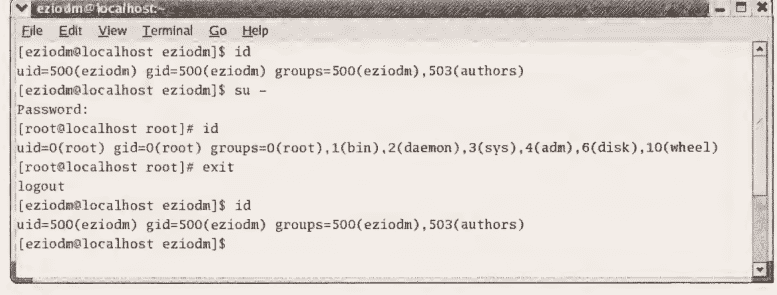 eziodm@localhost:~
File Edit View Terminal Go Help
[eziodm@localhost eziodm]$ id
uid=500(eziodm) gid=500(eziodm) groups=500(eziodm),503(authors)
[eziodm@localhost eziodm]$ su -
Password:
[root@localhost root]# id
uid=0(root) gid=0(root) groups=0(root),1(bin),2(daemon),3(sys),4(adm),6(disk),10(wheel)
[root@localhost root]# exit
logout
[eziodm@localhost eziodm]$ id
uid=500(eziodm) gid=500(eziodm) groups=500(eziodm),503(authors)
[eziodm@localhost eziodm]$